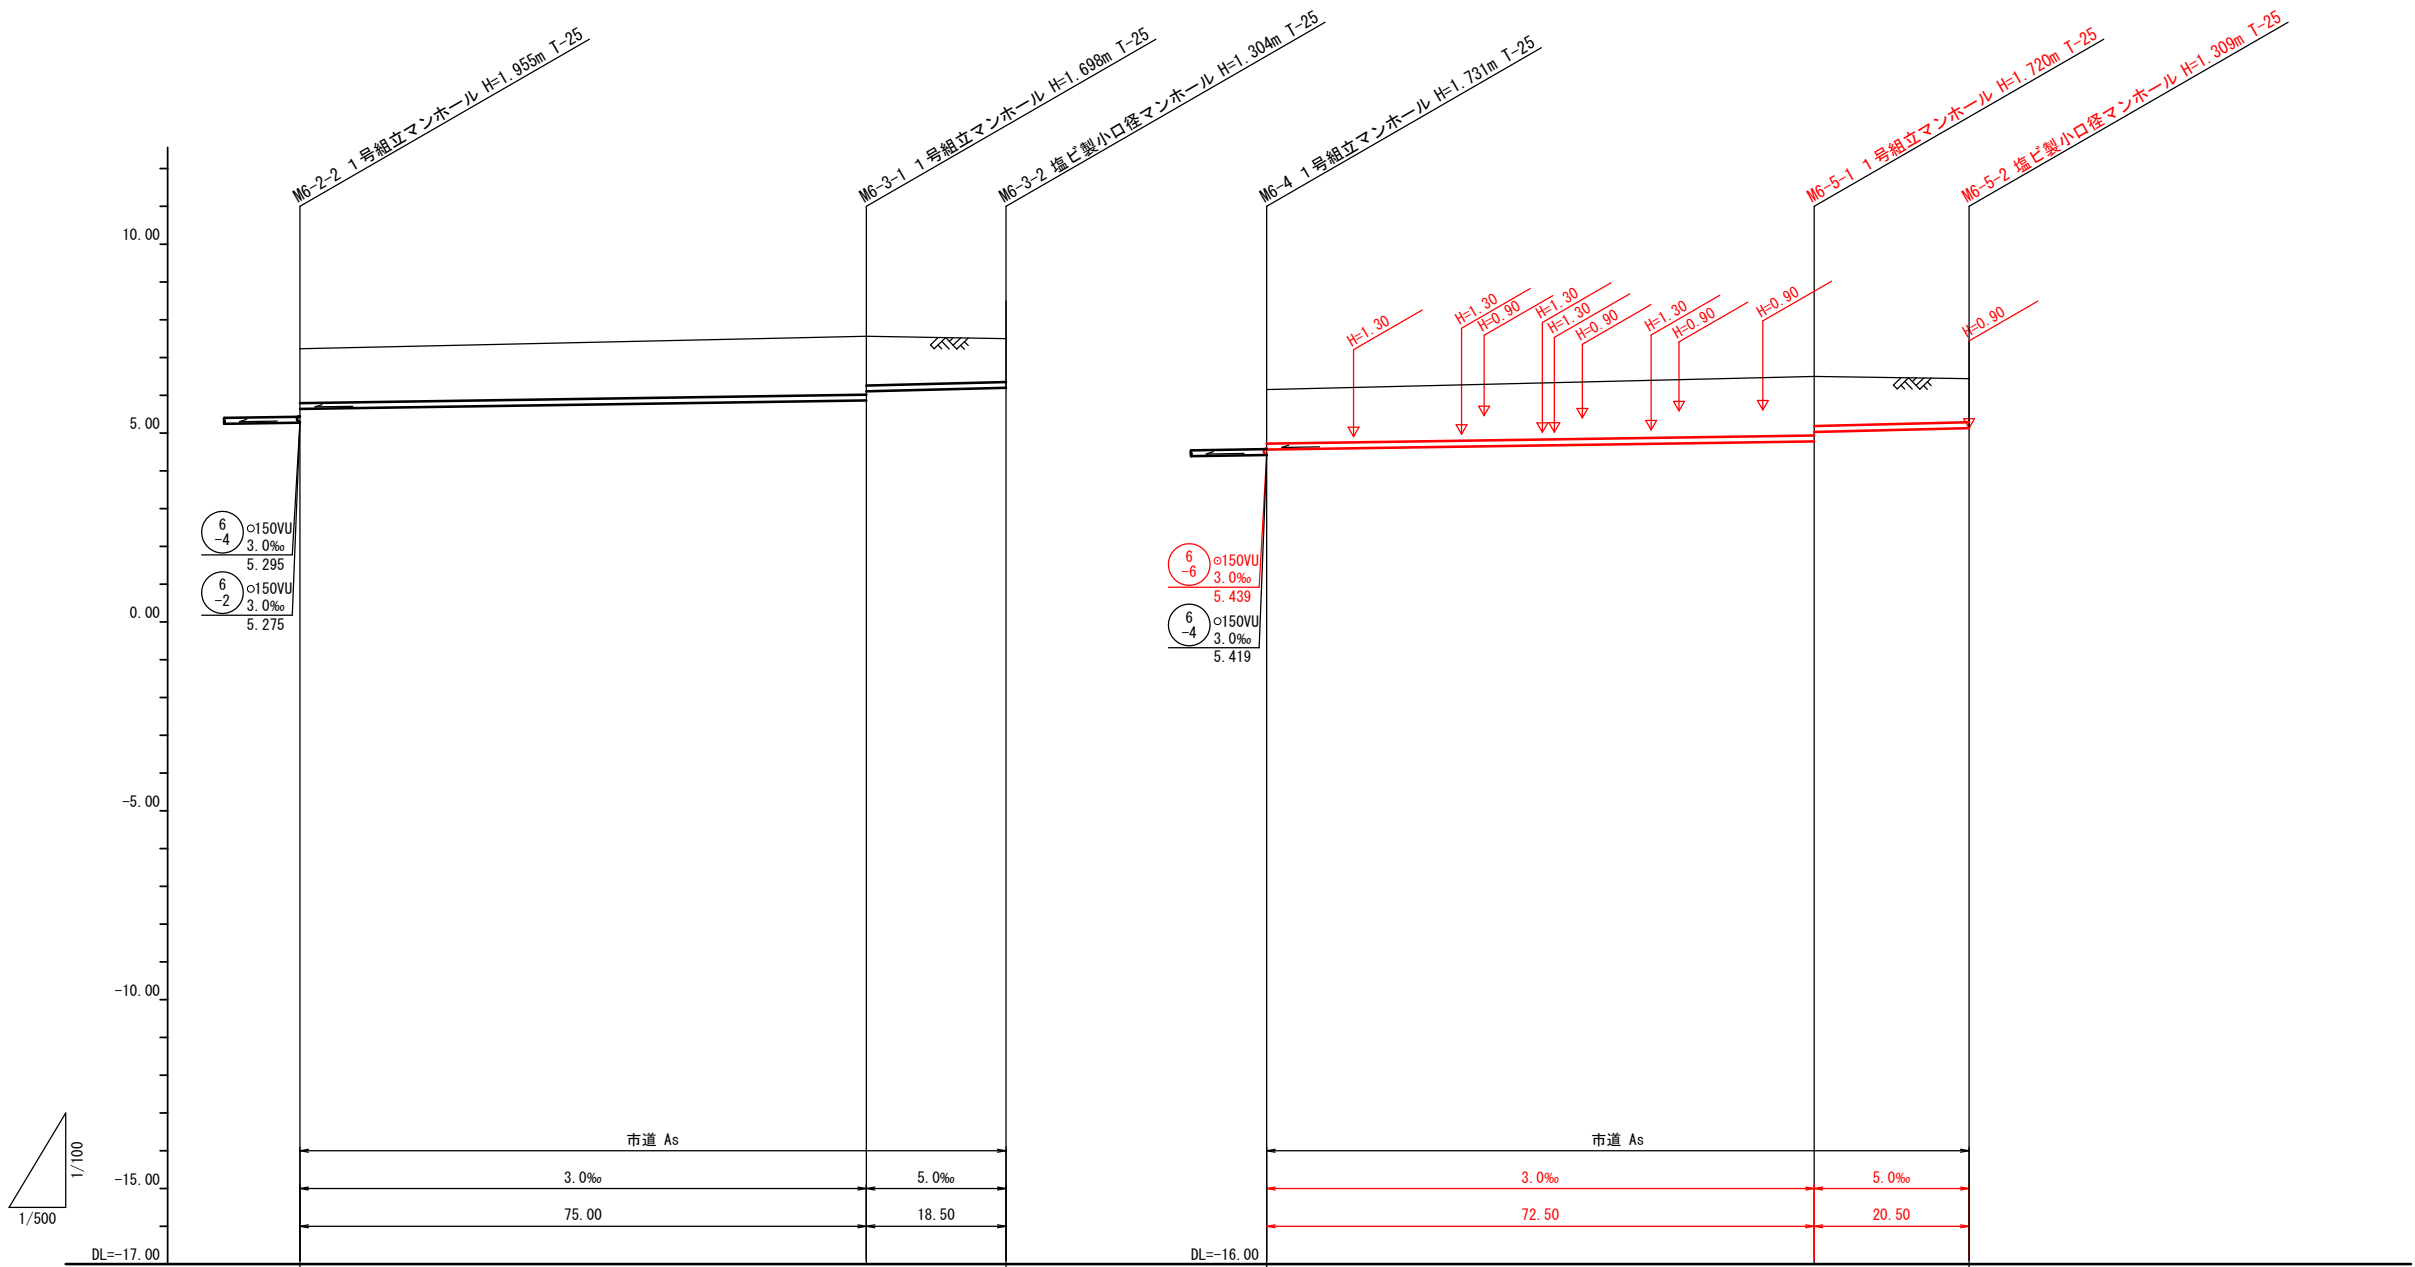 M6-2-2 1号組立マンホール H=1.955m T-25
M6-3-1 1号組立マンホール H=1.698m T-25
M6-3-2 塩ビ製小口径マンホール H=1.304m T-25
M6-4 1号組立マンホール H=1.731m T-25
M6-5-1 1号組立マンホール H=1.720m T-25
M6-5-2 塩ビ製小口径マンホール H=1.309m T-25
10.00
5.00
0.00
-5.00
-10.00
-15.00
DL=-17.00
H=1.30
H=1.30
H=0.90
H=1.30
H=1.30
H=0.90
H=1.30
H=0.90
H=0.90
H=0.90
6
-4
○150VU
3.0‰
5.295
6
-2
○150VU
3.0‰
5.275
6
-6
⊙150VU
3.0‰
5.439
6
-4
○150VU
3.0‰
5.419
1/100
1/500
市道 As
3.0‰
5.0‰
75.00
18.50
市道 As
3.0‰
5.0‰
72.50
20.50
DL=-16.00